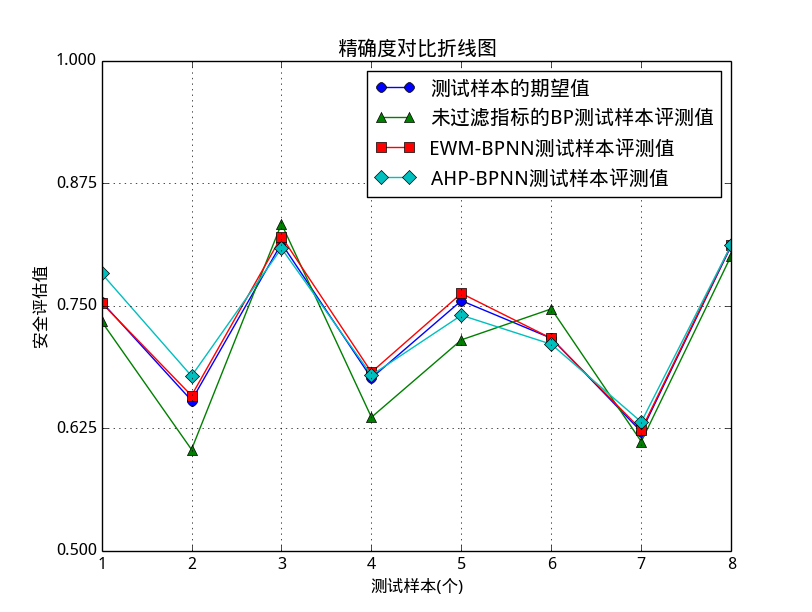 精确度对比折线图
1.000
0.875
0.750
0.625
0.500
安全评估值
测试样本的期望值
未过滤指标的BP测试样本评测值
EWM-BPNN测试样本评测值
AHP-BPNN测试样本评测值
1 2 3 4 5 6 7 8
测试样本(个)